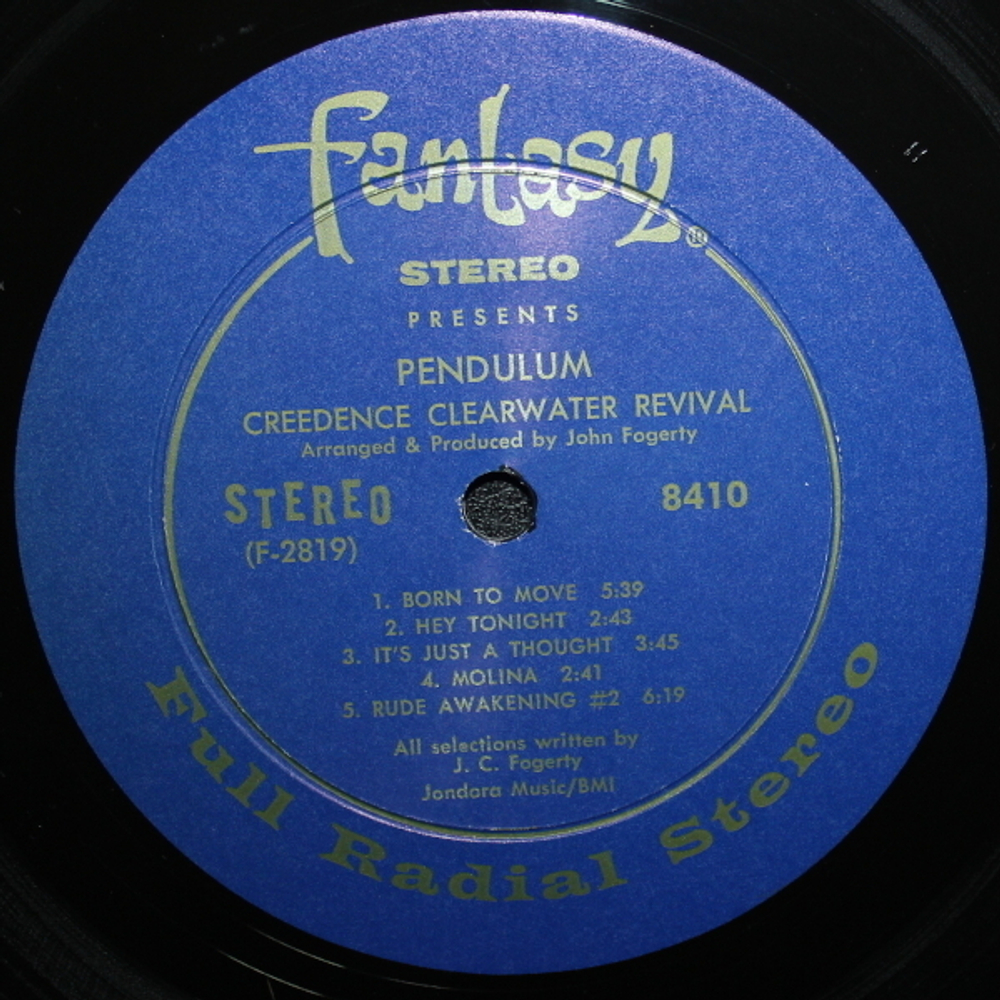 Fantasy®
STEREO
PRESENTS
PENDULUM
CREEDENCE CLEARWATER REVIVAL
Arranged & Produced by John Fogerty
STEREO 8410
(F-2819)
1. BORN TO MOVE 5:39
2. HEY TONIGHT 2:43
3. IT'S JUST A THOUGHT 3:45
4. MOLINA 2:41
5. RUDE AWAKENING #2 6:19
All selections written by
J. C. Fogerty
Jondora Music/BMI
Full Radial Stereo